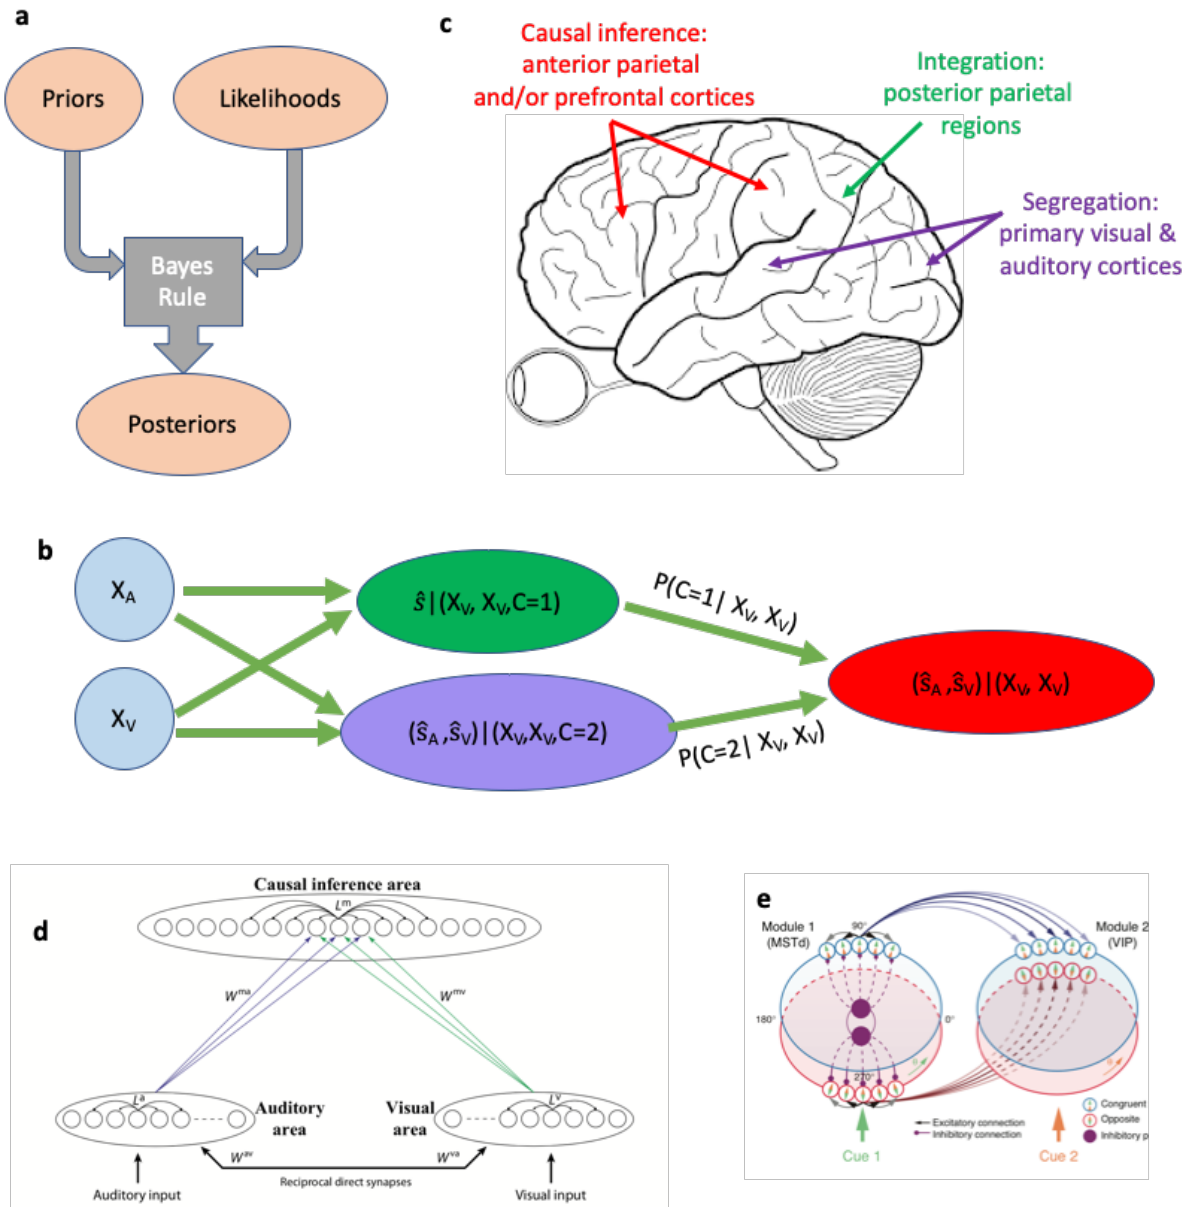 a
Priors
Likelihoods
Bayes
Rule
Posteriors
c
Causal inference:
anterior parietal
and/or prefrontal cortices
Integration:
posterior parietal
regions
Segregation:
primary visual &
auditory cortices
b
X_A
X_V
ŝ|(X_V, X_V,C=1)
(ŝ_A ,ŝ_V)|(X_V,X_V,C=2)
P(C=1| X_V, X_V)
P(C=2| X_V, X_V)
(ŝ_A ,ŝ_V)|(X_V, X_V)
d
Causal inference area
L^m
W^ma
W^mv
L^a
Auditory
area
Visual
area
L^v
W^av
W^va
Reciprocal direct synapses
Auditory input
Visual input
e
Module 1
(MSTd)
90°
Module 2
(VIP)
180°
0°
270°
θ
θ
Excitatory connection
Inhibitory connection
Congruent
Opposite
Inhibitory p
Cue 1
Cue 2